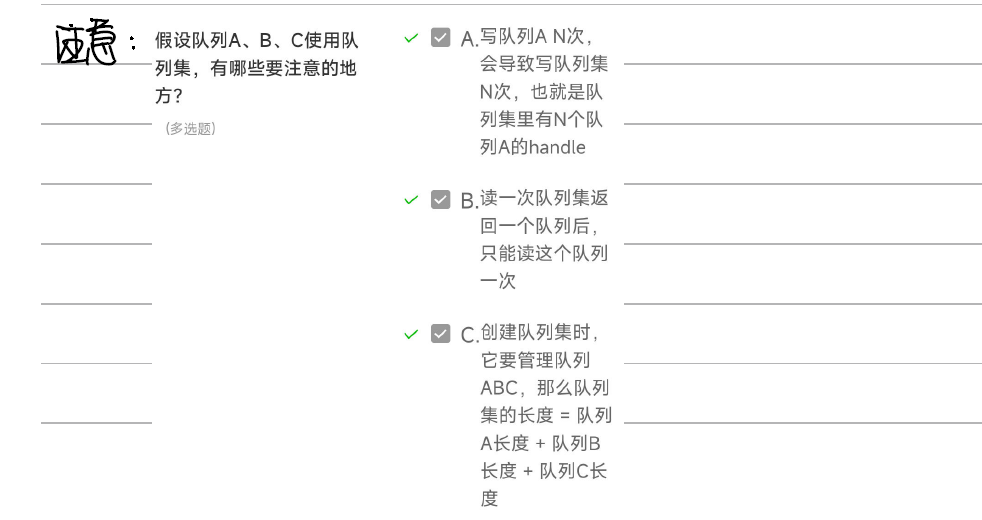 注意：
假设队列A、B、C使用队
列集，有哪些要注意的地
方？
(多选题)
A.写队列A N次，
会导致写队列集
N次，也就是队
列集里有N个队
列A的handle
B.读一次队列集返
回一个队列后，
只能读这个队列
一次
C.创建队列集时，
它要管理队列
ABC，那么队列
集的长度 = 队列
A长度 + 队列B
长度 + 队列C长
度